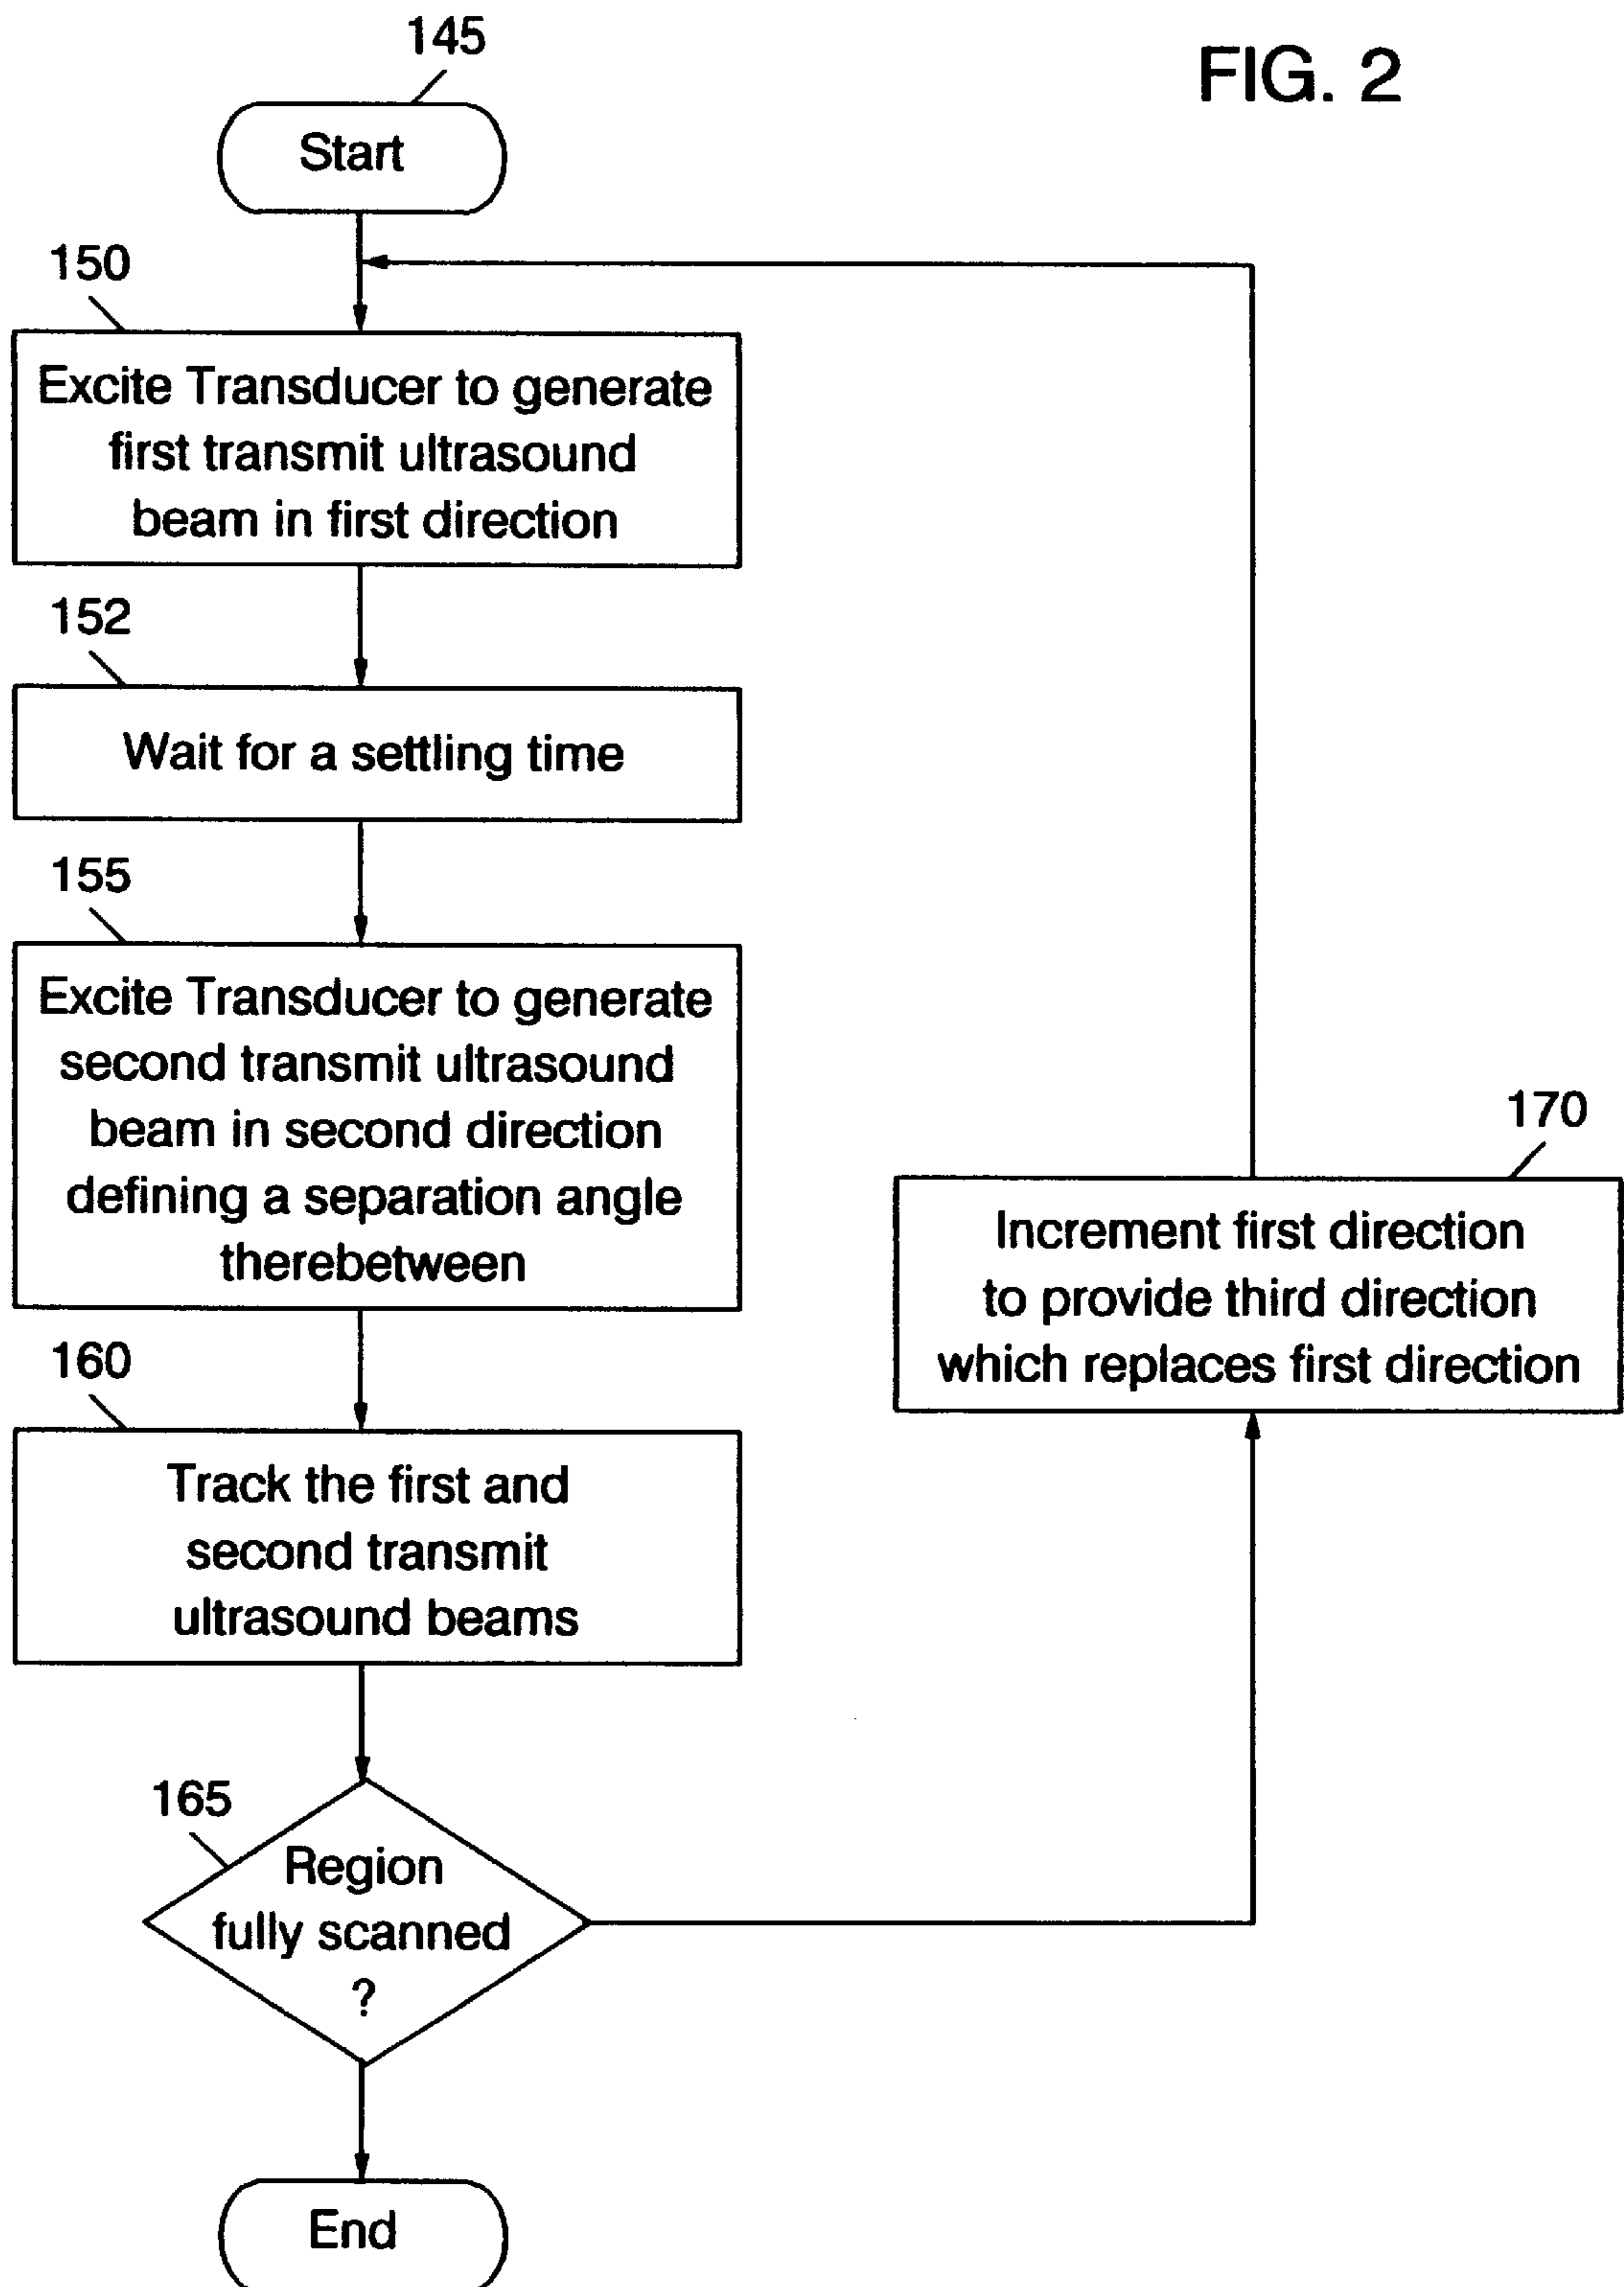 FIG. 2
145
Start
150
Excite Transducer to generate
first transmit ultrasound
beam in first direction
152
Wait for a settling time
155
Excite Transducer to generate
second transmit ultrasound
beam in second direction
defining a separation angle
therebetween
160
Track the first and
second transmit
ultrasound beams
165
Region
fully scanned
?
170
Increment first direction
to provide third direction
which replaces first direction
End